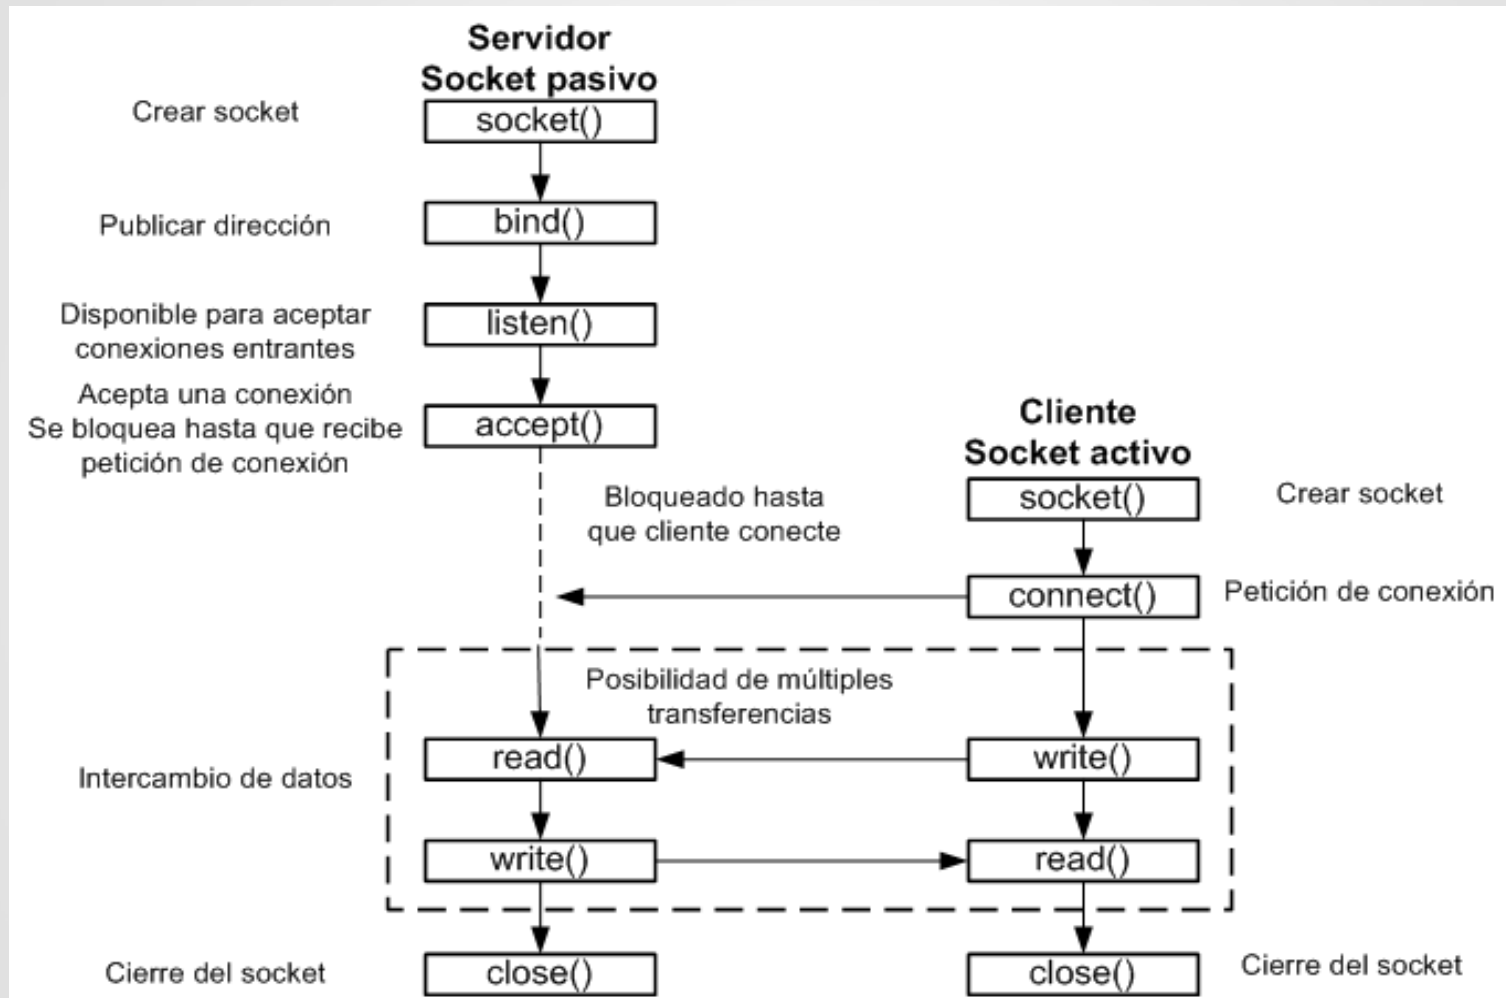 Servidor
Socket pasivo
Crear socket
socket()
Publicar dirección
bind()
Disponible para aceptar
conexiones entrantes
listen()
Acepta una conexión
Se bloquea hasta que recibe
petición de conexión
accept()
Cliente
Socket activo
Bloqueado hasta
que cliente conecte
socket()
Crear socket
connect()
Petición de conexión
Posibilidad de múltiples
transferencias
Intercambio de datos
read()
write()
write()
read()
Cierre del socket
close()
close()
Cierre del socket